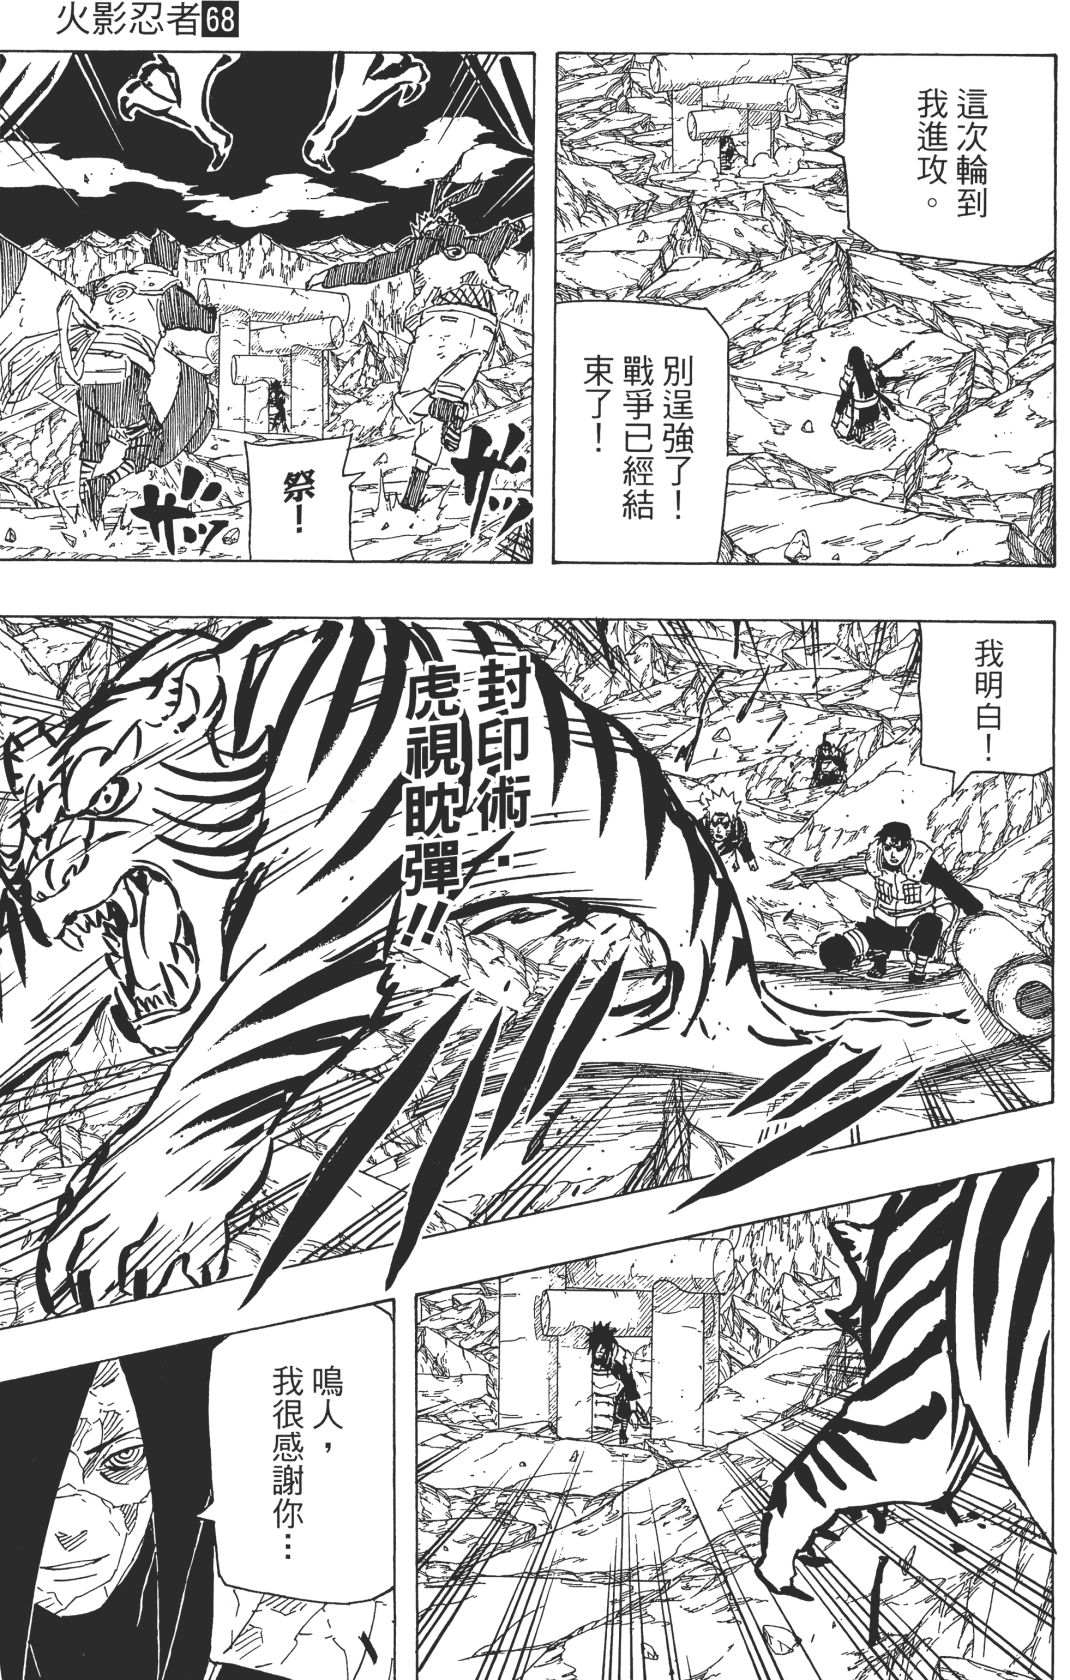 火影忍者68
這次輪到
我進攻。
別逞強了！
戰爭已經結
束了！
祭！
ザッ
ザッ
我明白！
封印術·
虎視眈彈!!
鳴人，
我很感謝你…